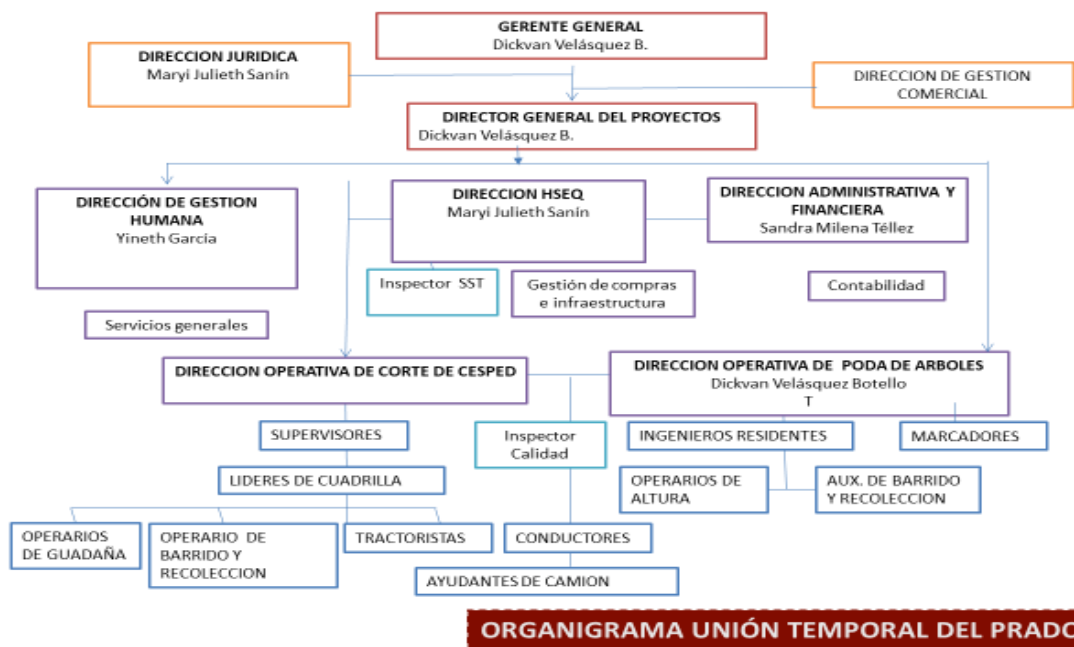 GERENTE GENERAL
Dickvan Velásquez B.
DIRECCION JURIDICA
Maryi Julieth Sanín
DIRECCION DE GESTION
COMERCIAL
DIRECTOR GENERAL DEL PROYECTOS
Dickvan Velásquez B.
DIRECCIÓN DE GESTION
HUMANA
Yineth García
DIRECCION HSEQ
Maryi Julieth Sanín
DIRECCION ADMINISTRATIVA Y
FINANCIERA
Sandra Milena Téllez
Inspector SST
Gestión de compras
e infraestructura
Contabilidad
Servicios generales
DIRECCION OPERATIVA DE CORTE DE CESPED
DIRECCION OPERATIVA DE PODA DE ARBOLES
Dickvan Velásquez Botello
T
SUPERVISORES
Inspector
Calidad
INGENIEROS RESIDENTES
MARCADORES
LIDERES DE CUADRILLA
OPERARIOS DE
ALTURA
AUX. DE BARRIDO
Y RECOLECCION
OPERARIOS
DE GUADAÑA
OPERARIO DE
BARRIDO Y
RECOLECCION
TRACTORISTAS
CONDUCTORES
AYUDANTES DE CAMION
ORGANIGRAMA UNIÓN TEMPORAL DEL PRADO